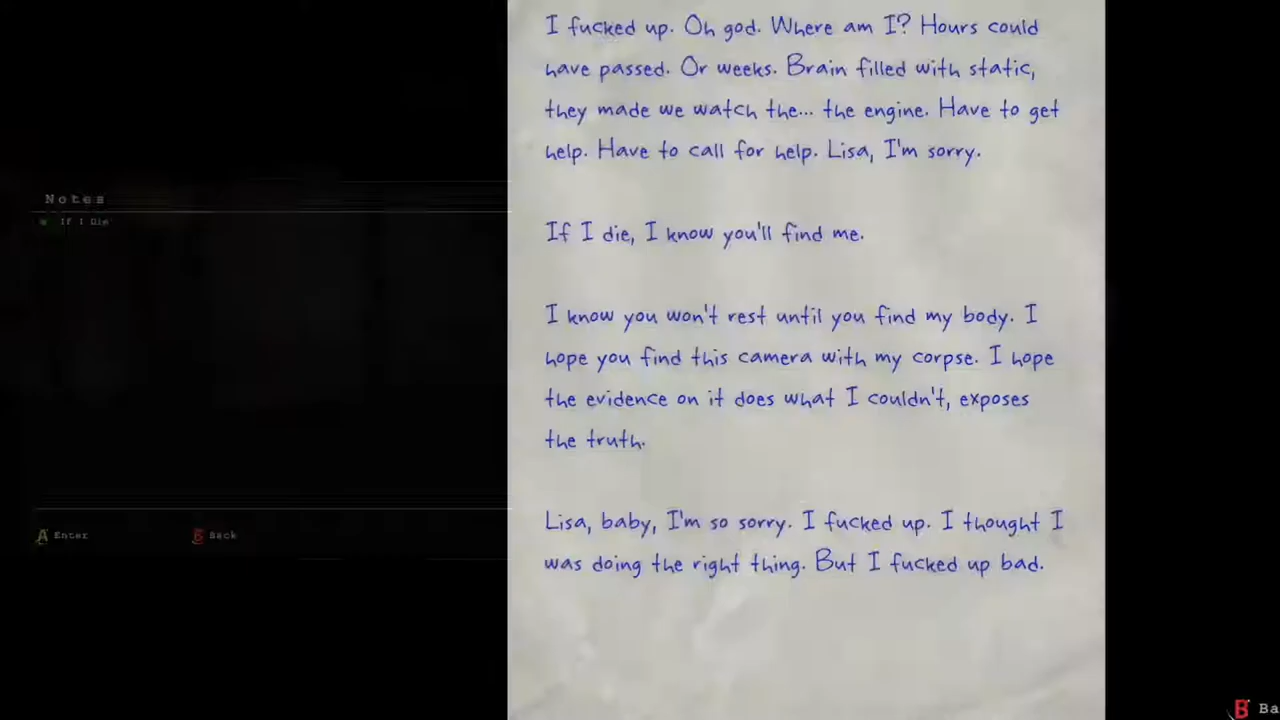 I fucked up. Oh god. Where am I? Hours could
have passed. Or weeks. Brain filled with static,
they made we watch the... the engine. Have to get
help. Have to call for help. Lisa, I'm sorry.
If I die, I know you'll find me.
I know you won't rest until you find my body. I
hope you find this camera with my corpse. I hope
the evidence on it does what I couldn't, exposes
the truth.
Lisa, baby, I'm so sorry. I fucked up. I thought I
was doing the right thing. But I fucked up bad.
Notes
If I Die
A Enter
B Back
B Ba